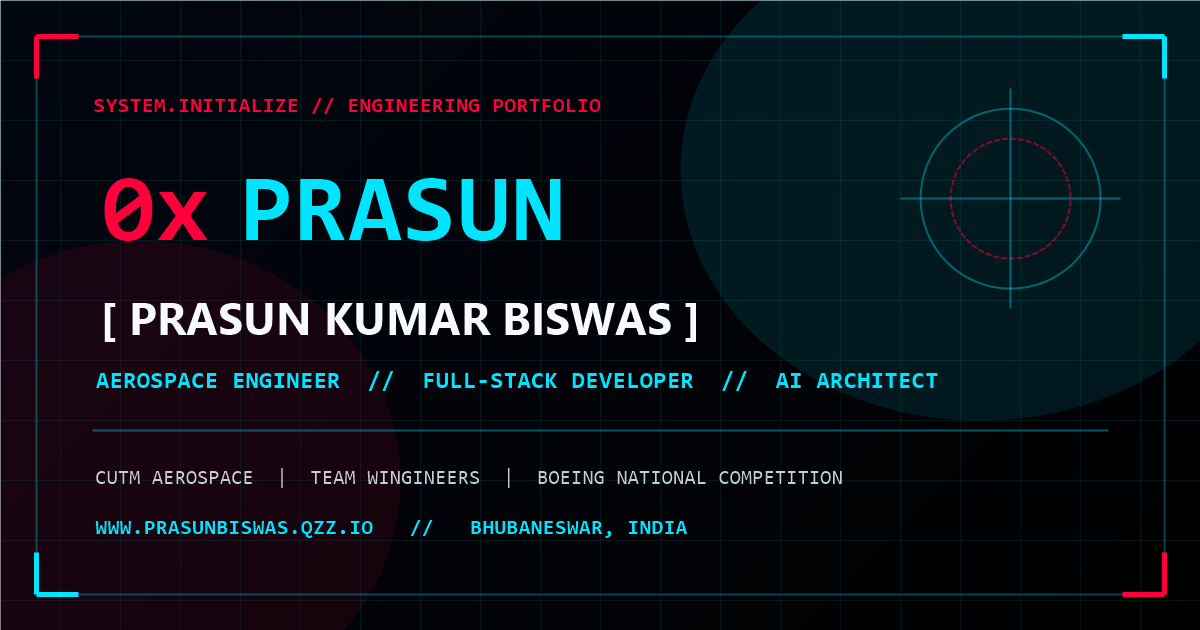 SYSTEM.INITIALIZE // ENGINEERING PORTFOLIO
0x PRASUN
[ PRASUN KUMAR BISWAS ]
AEROSPACE ENGINEER // FULL-STACK DEVELOPER // AI ARCHITECT
CUTM AEROSPACE | TEAM WINGINEERS | BOEING NATIONAL COMPETITION
WWW.PRASUNBISWAS.QZZ.IO // BHUBANESWAR, INDIA